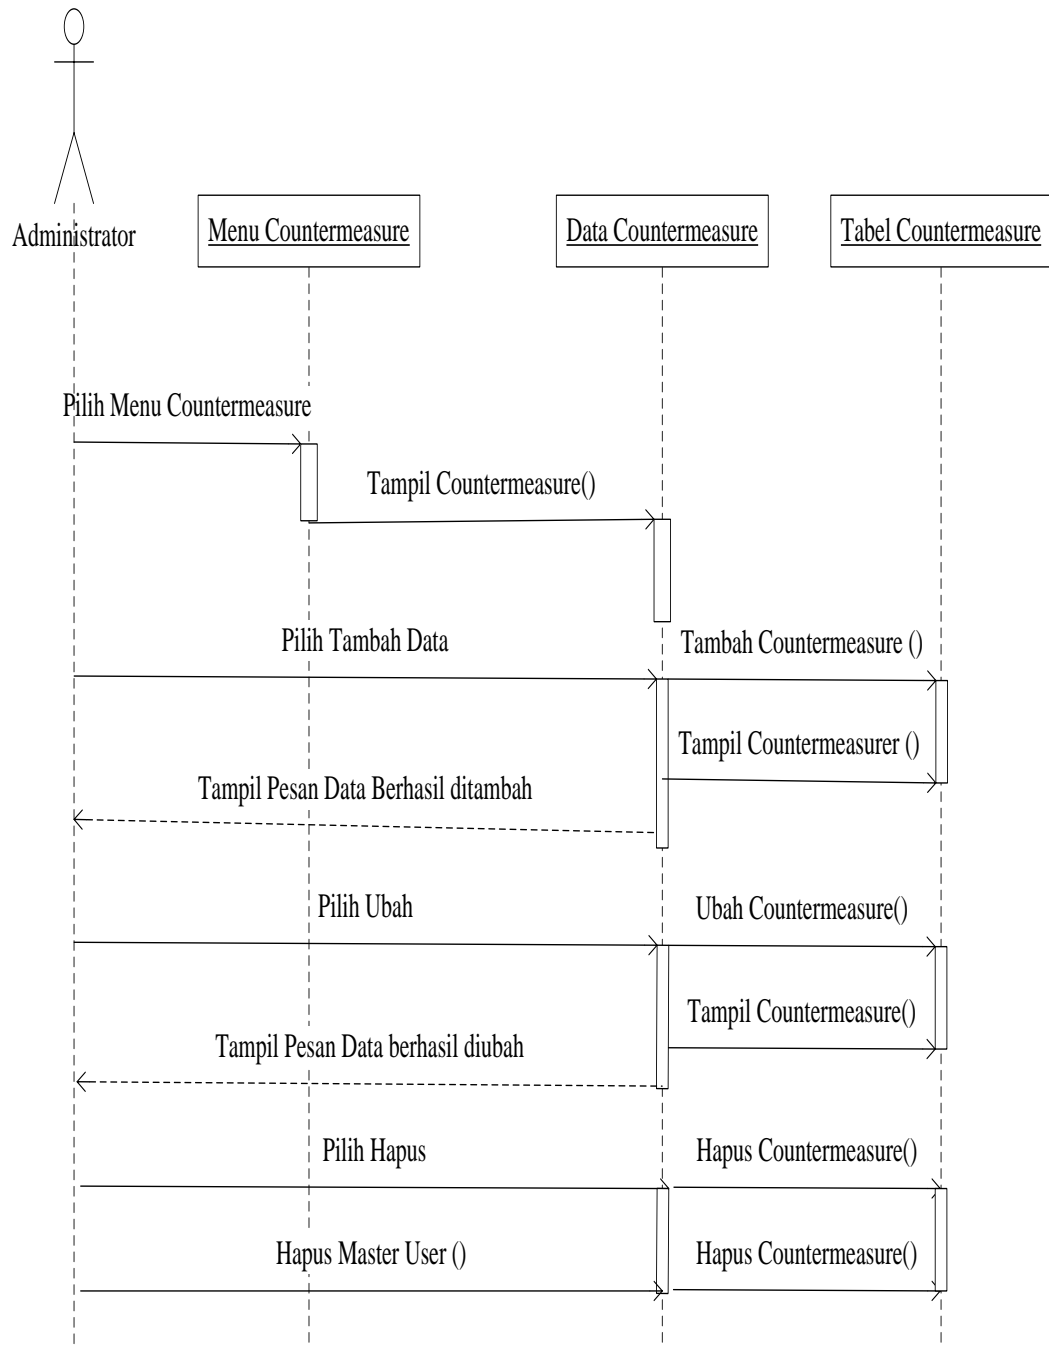 Administrator
Menu Countermeasure
Data Countermeasure
Tabel Countermeasure
Pilih Menu Countermeasure
Tampil Countermeasure()
Pilih Tambah Data
Tambah Countermeasure ()
Tampil Countermeasurer ()
Tampil Pesan Data Berhasil ditambah
Pilih Ubah
Ubah Countermeasure()
Tampil Countermeasure()
Tampil Pesan Data berhasil diubah
Pilih Hapus
Hapus Countermeasure()
Hapus Master User ()
Hapus Countermeasure()